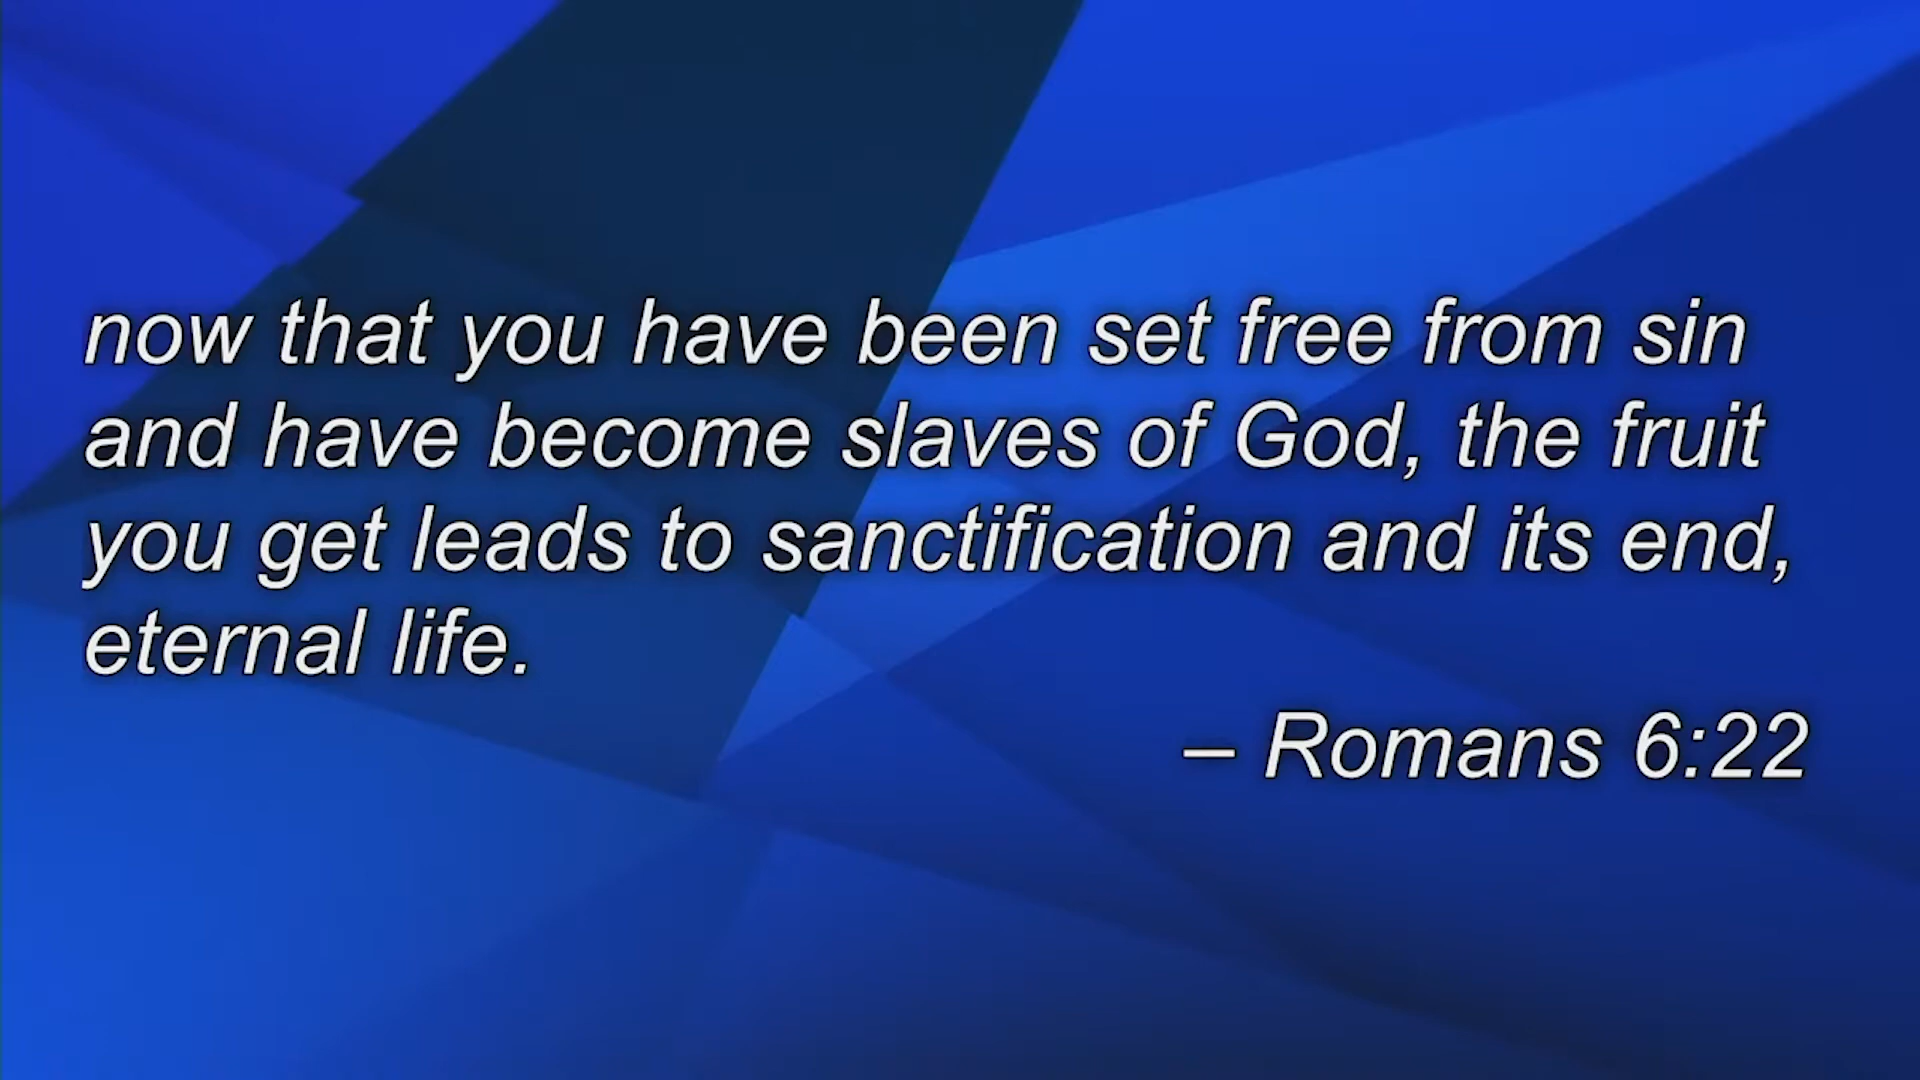 now that you have been set free from sin
and have become slaves of God, the fruit
you get leads to sanctification and its end,
eternal life.
– Romans 6:22